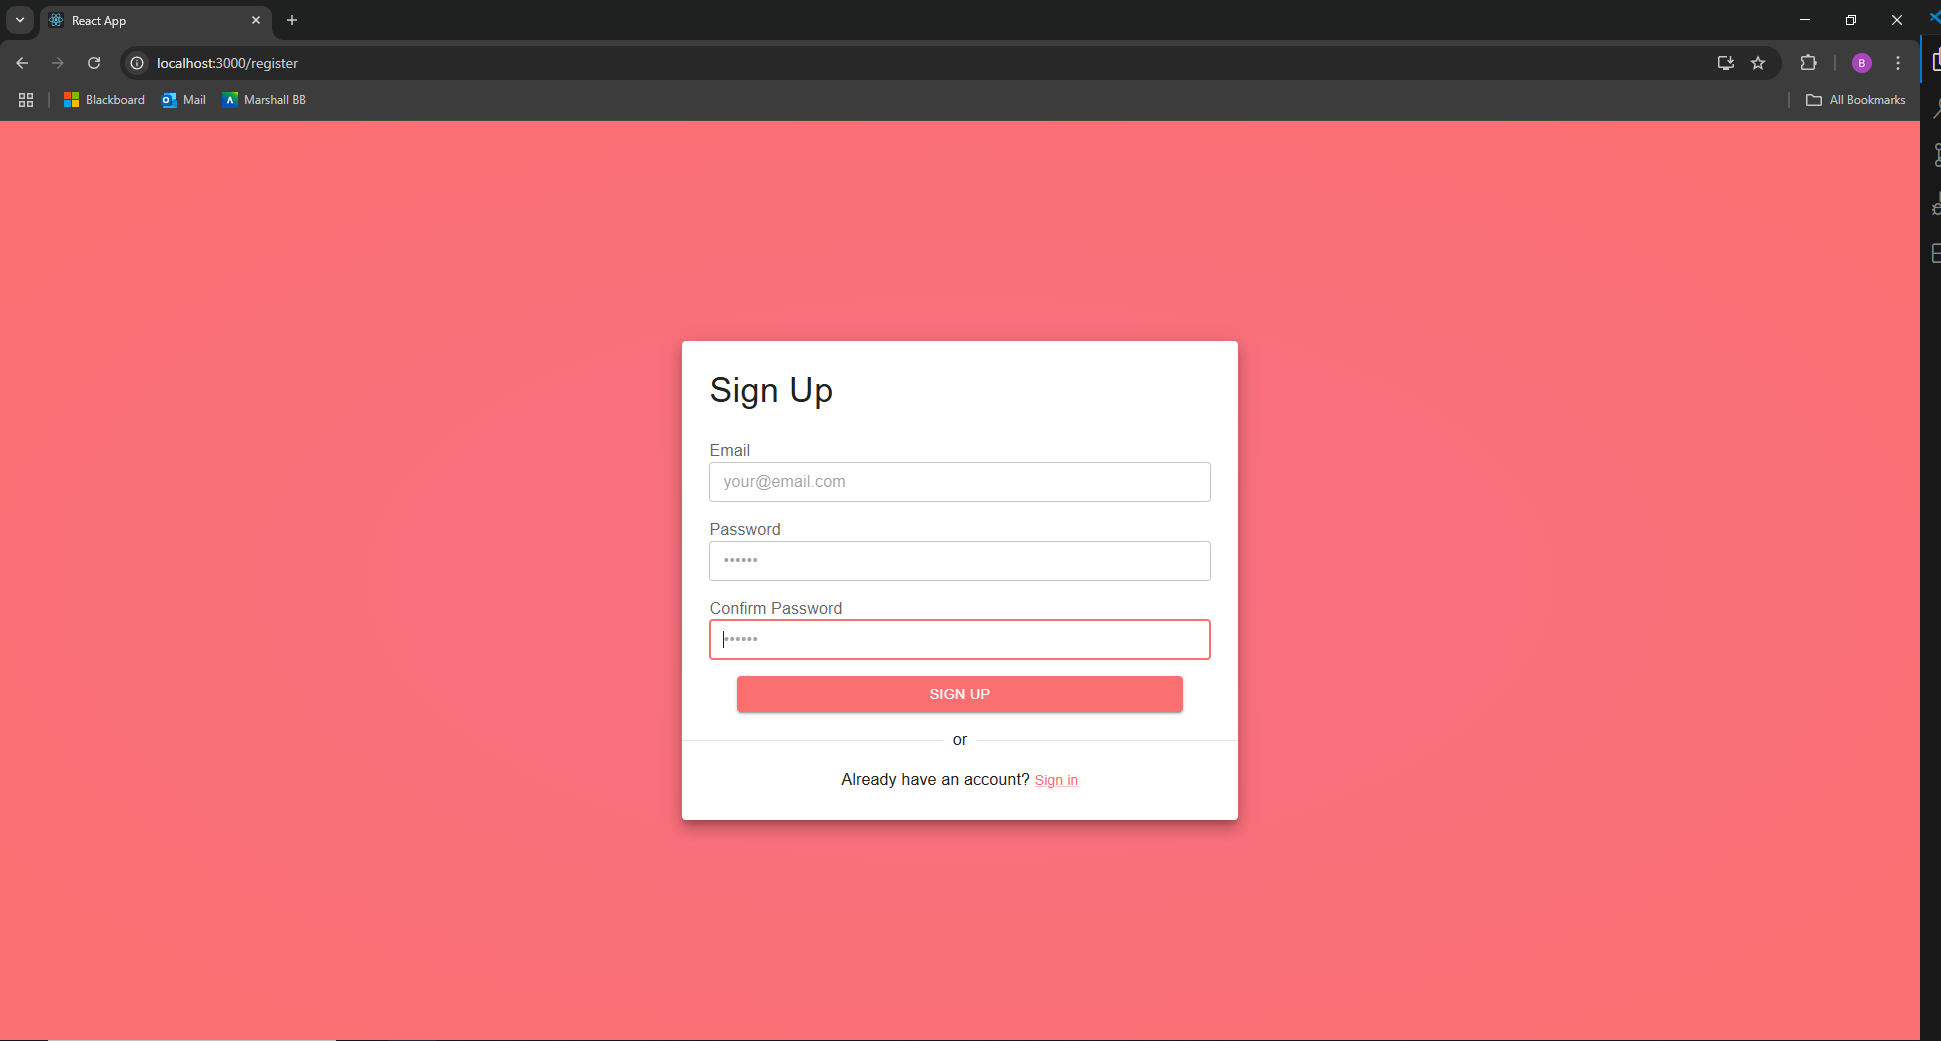 React App
localhost:3000/register
B
Blackboard Mail Marshall BB All Bookmarks
Sign Up
Email
your@email.com
Password
••••••
Confirm Password
••••••
SIGN UP
or
Already have an account? Sign in